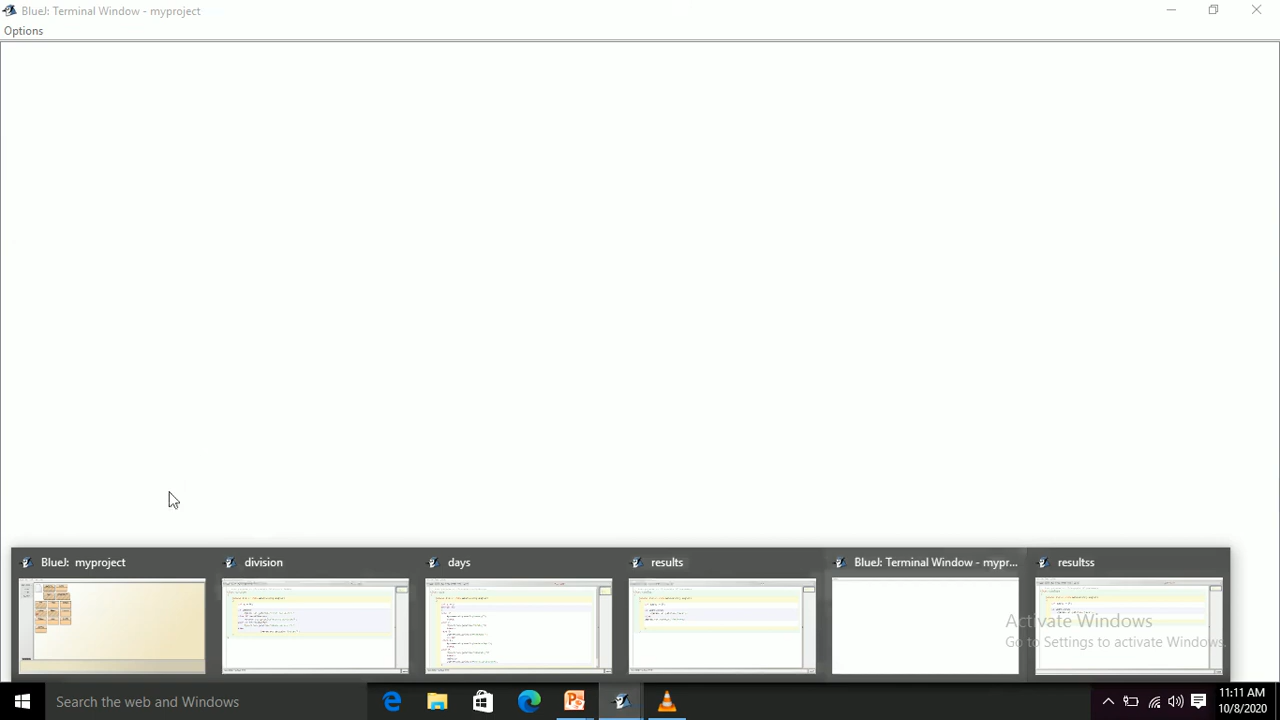 BlueJ: Terminal Window - myproject
Options
BlueJ: myproject
division
days
results
BlueJ: Terminal Window - mypr...
resultss
Activate Windows
Go to Settings to activate Windows.
Search the web and Windows
11:11 AM
10/8/2020